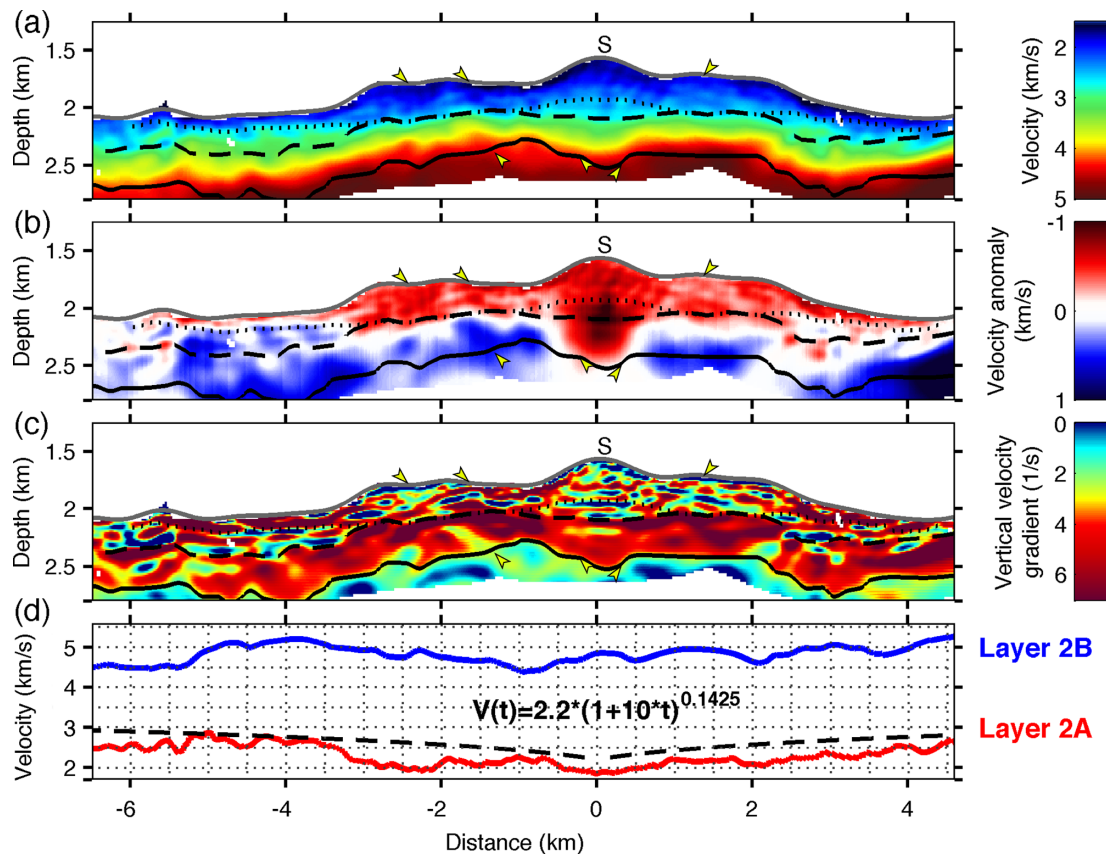 (a)
S
1.5
2
2.5
Depth (km)
2
3
4
5
Velocity (km/s)
(b)
S
1.5
2
2.5
Depth (km)
-1
0
1
Velocity anomaly
(km/s)
(c)
S
1.5
2
2.5
Depth (km)
0
2
4
6
Vertical velocity
gradient (1/s)
(d)
5
4
3
2
Velocity (km/s)
V(t)=2.2*(1+10*t)^0.1425
Layer 2B
Layer 2A
-6 -4 -2 0 2 4
Distance (km)